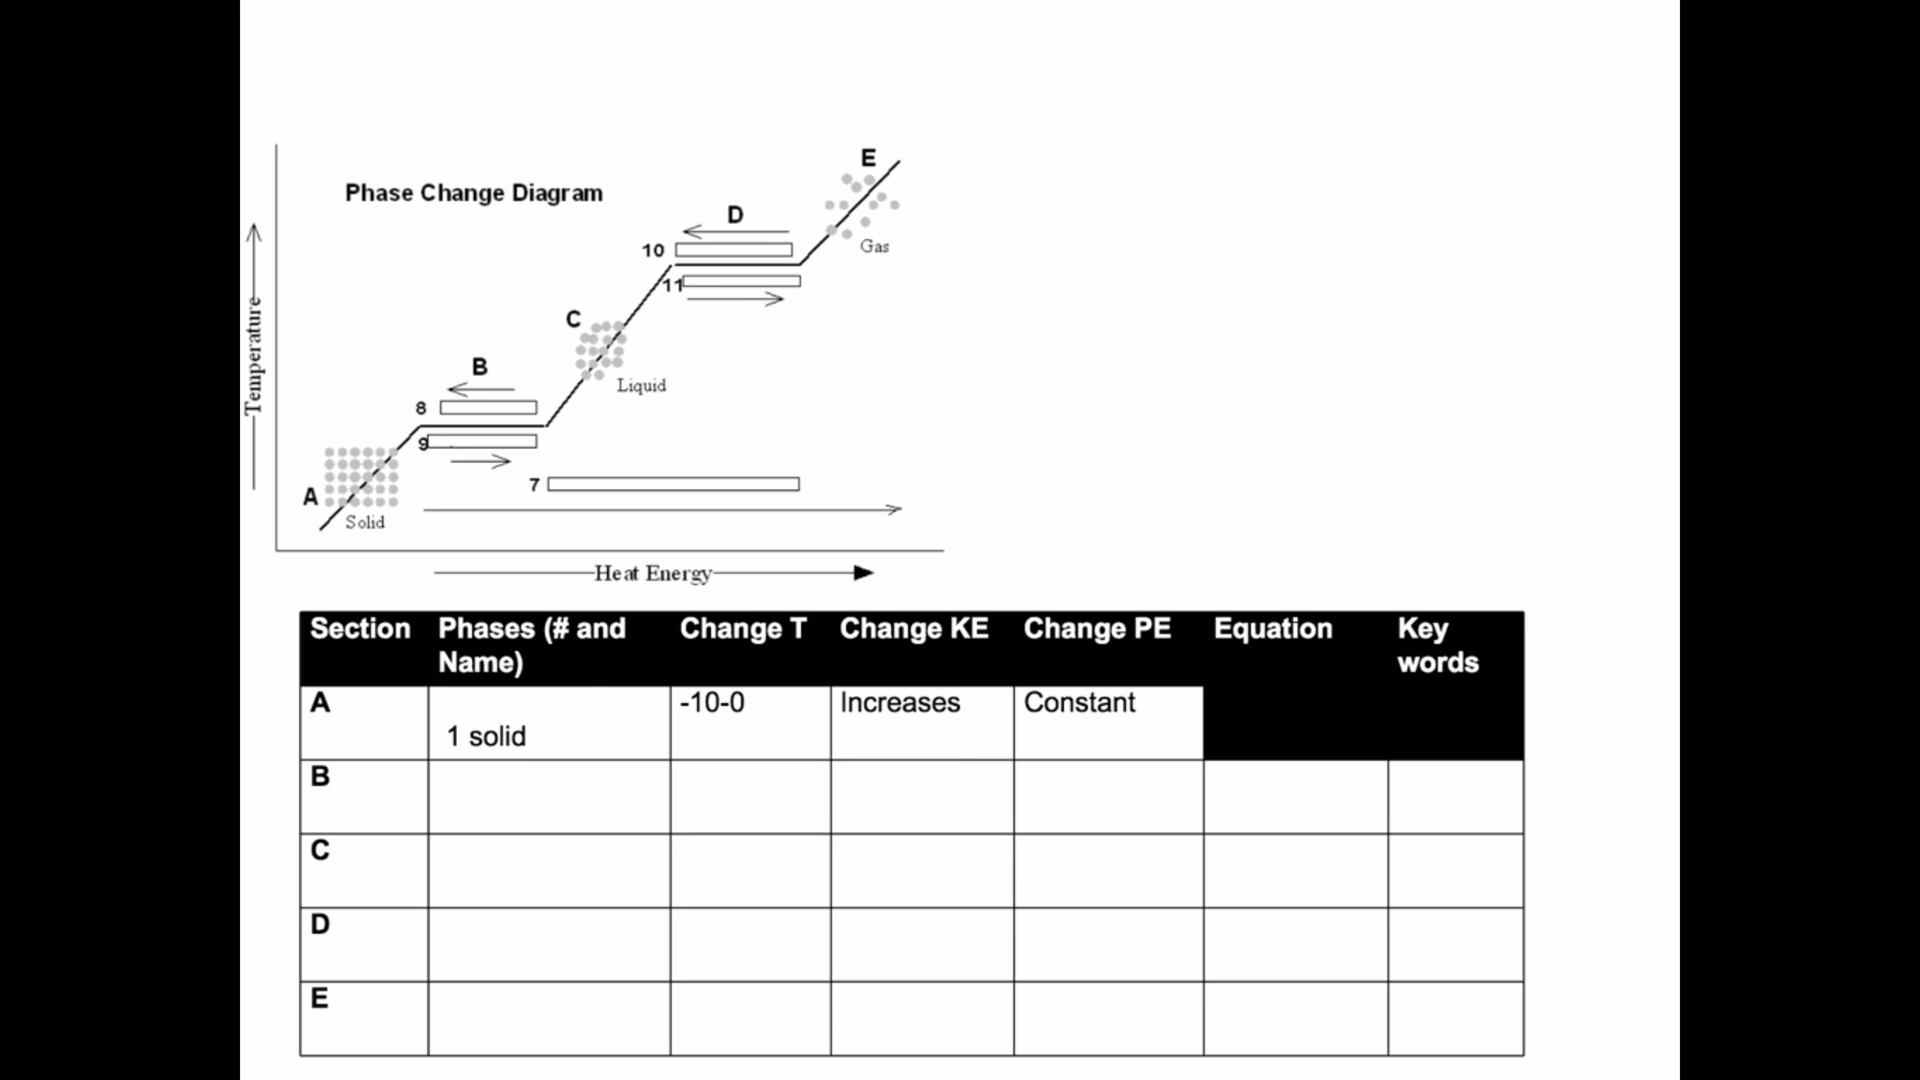 Phase Change Diagram
E
D
10
Gas
11
C
Temperature
B
Liquid
8
9
7
A
Solid
Heat Energy
Section Phases (# and Name) Change T Change KE Change PE Equation Key words
A 1 solid -10-0 Increases Constant
B
C
D
E